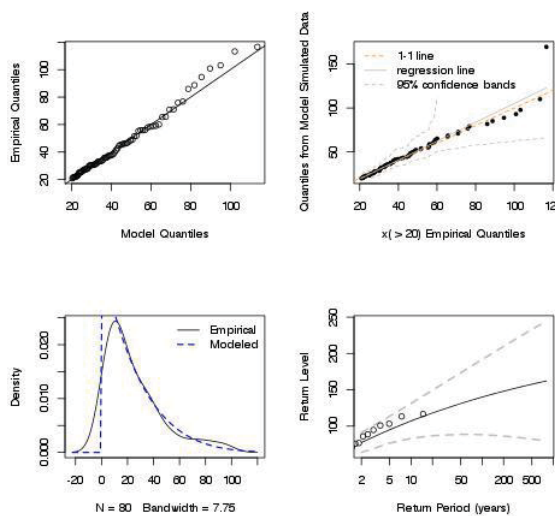 Empirical Quantiles
120
100
80
60
40
20
20 40 60 80 100
Model Quantiles
Quantiles from Model Simulated Data
150
100
50
1-1 line
regression line
95% confidence bands
20 40 60 80 100 120
x( > 20) Empirical Quantiles
Density
0.020
0.010
0.000
Empirical
Modeled
-20 0 20 40 60 80 100
N = 80 Bandwidth = 7.75
Return Level
250
200
150
100
2 5 10 50 200 500
Return Period (years)